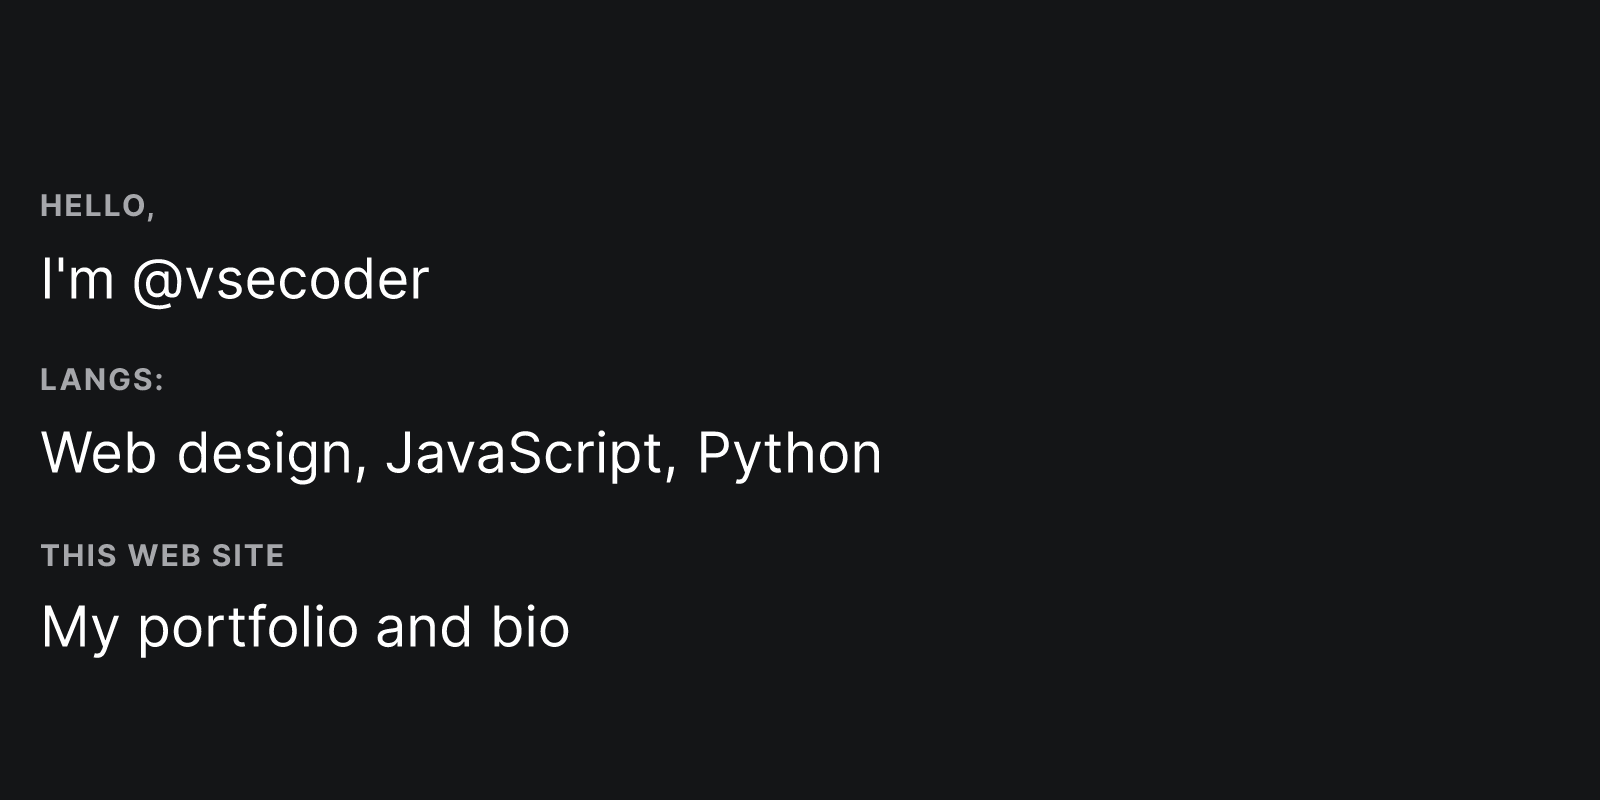 HELLO,
I'm @vsecoder
LANGS:
Web design, JavaScript, Python
THIS WEB SITE
My portfolio and bio